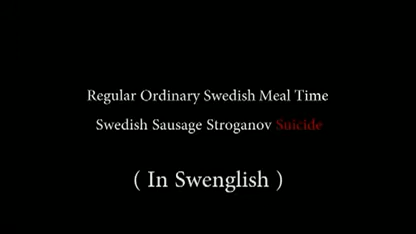 Regular Ordinary Swedish Meal Time
Swedish Sausage Stroganov Suicide
( In Swenglish )